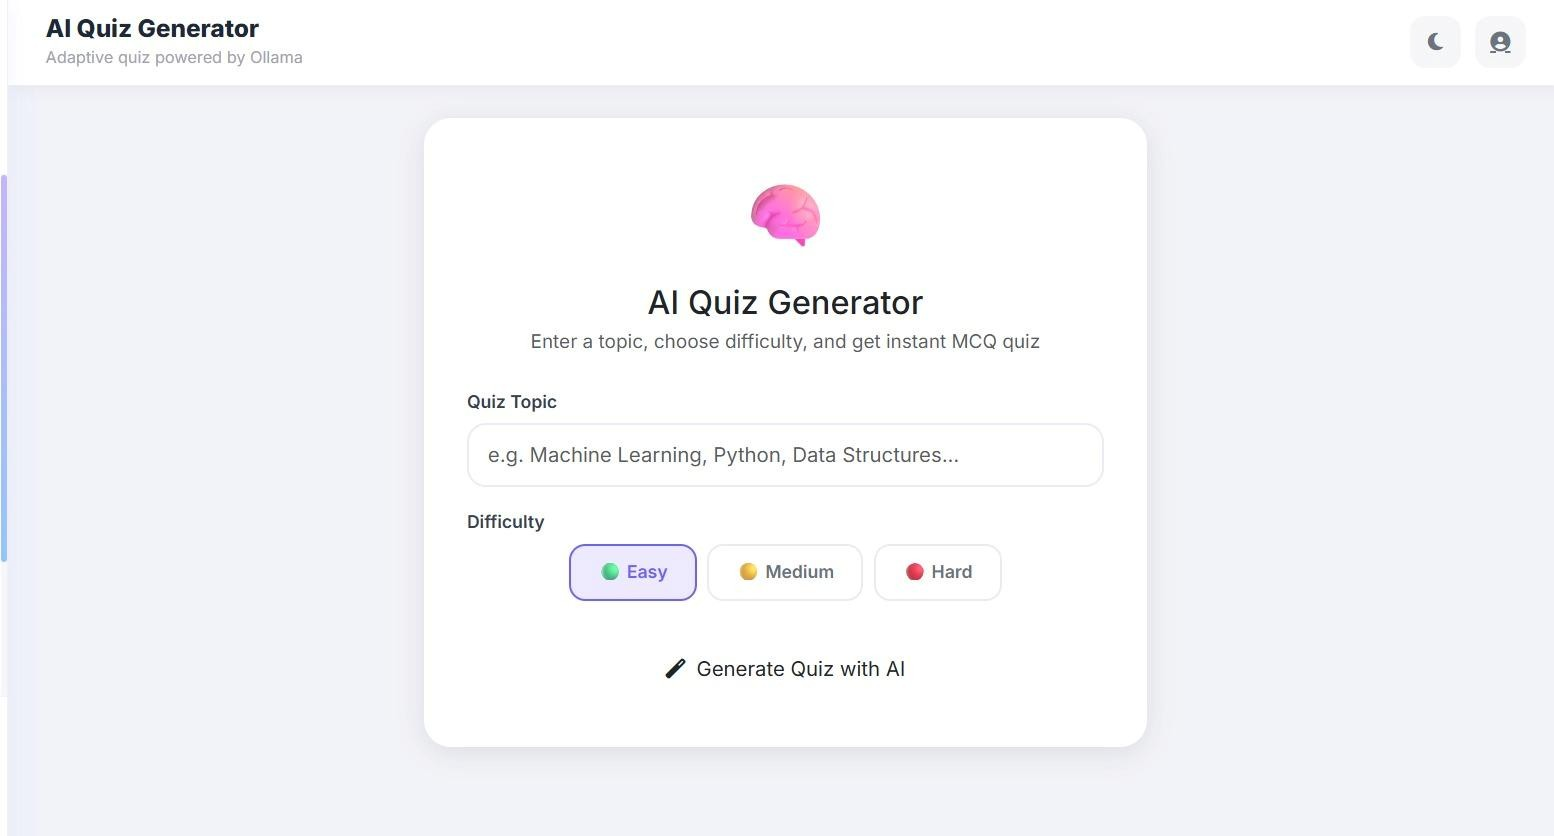 AI Quiz Generator
Adaptive quiz powered by Ollama
AI Quiz Generator
Enter a topic, choose difficulty, and get instant MCQ quiz
Quiz Topic
e.g. Machine Learning, Python, Data Structures...
Difficulty
Easy
Medium
Hard
Generate Quiz with AI